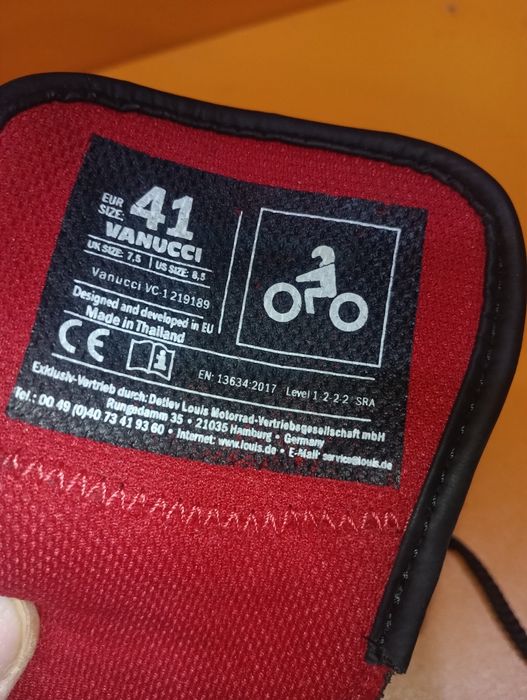 EUR SIZE: 41
VANUCCI
UK SIZE: 7,5 | US SIZE: 8,5
Vanucci VC-1 219189
Designed and developed in EU
Made in Thailand
CE i
EN: 13634:2017 Level 1-2-2-2 SRA
Exklusiv-Vertrieb durch: Detlev Louis Motorrad-Vertriebsgesellschaft mbH
Rungedamm 35 • 21035 Hamburg • Germany
Tel.: 00 49 (0)40 73 41 93 60 • Internet: www.louis.de • E-Mail: service@louis.de